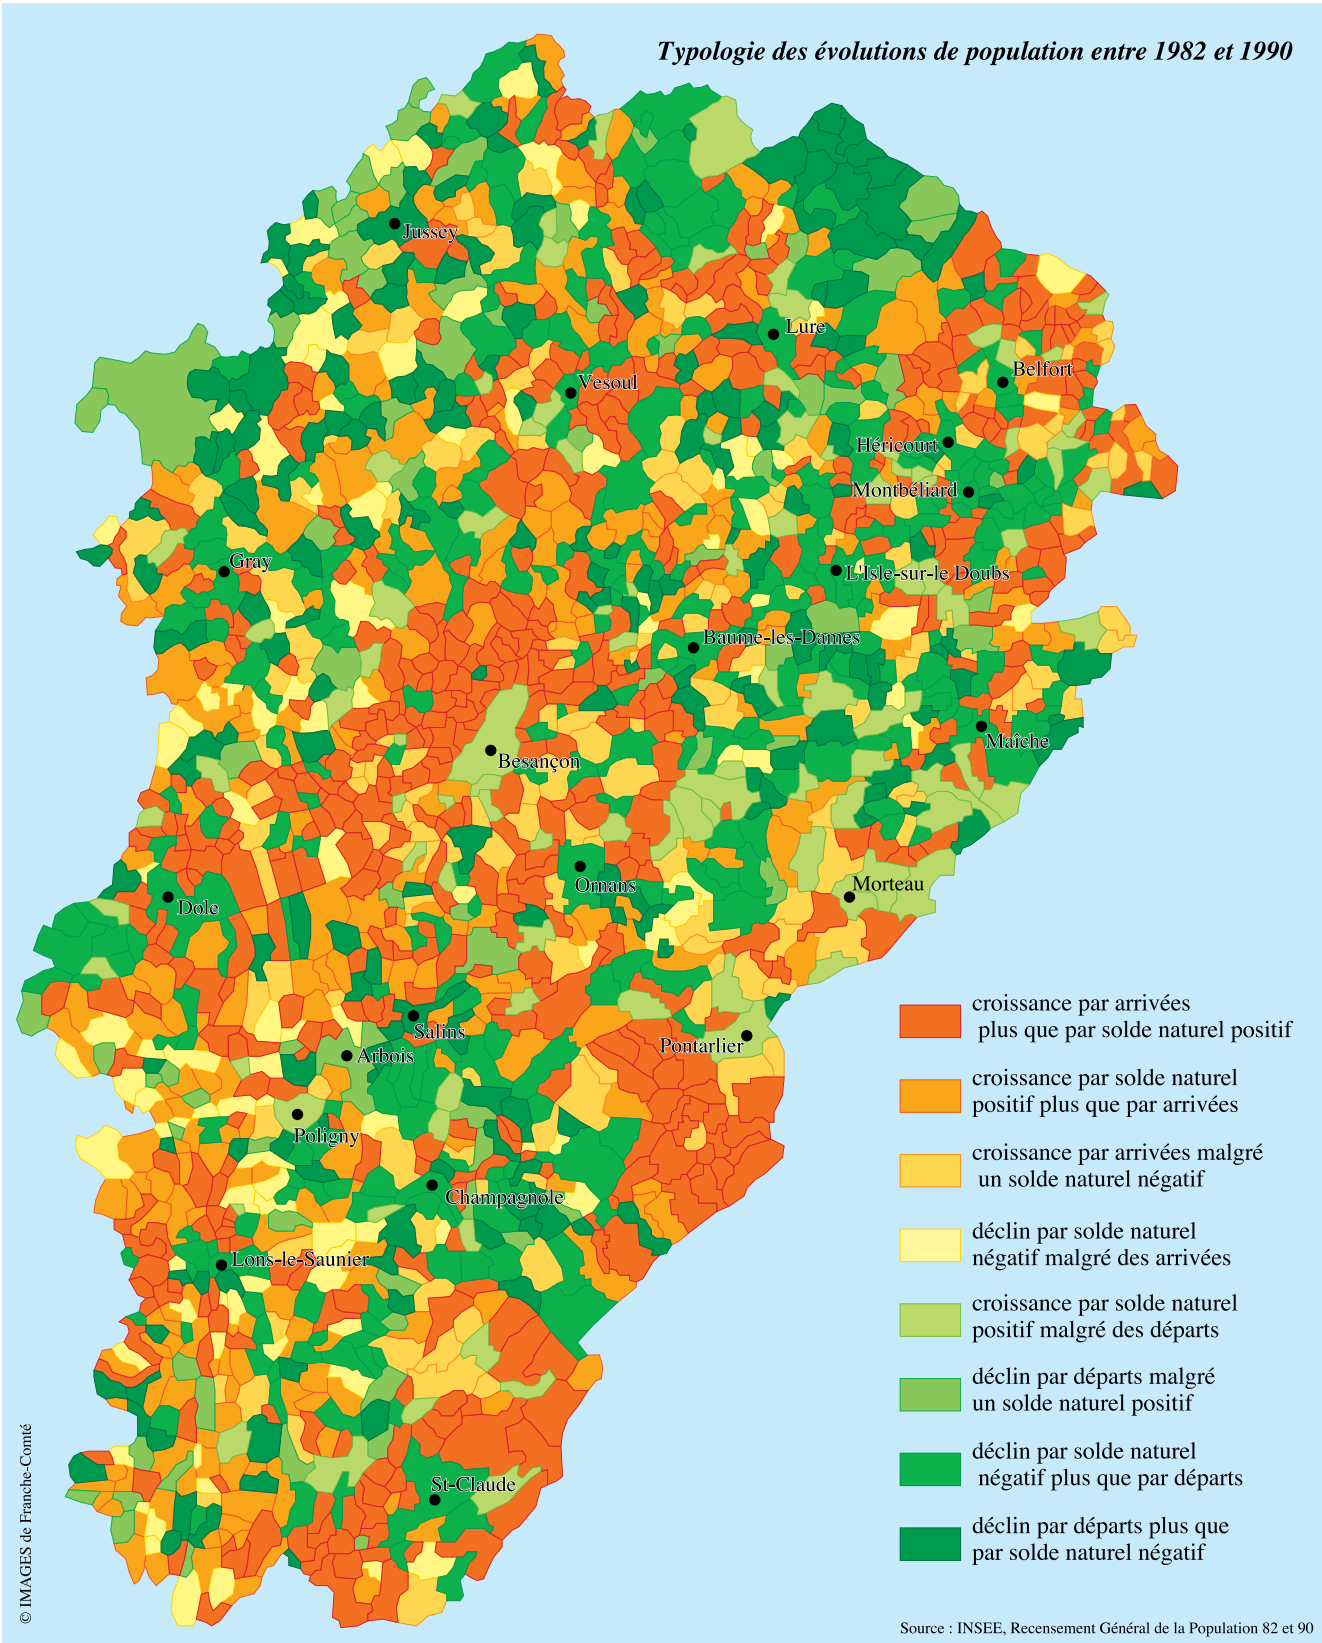 Typologie des évolutions de population entre 1982 et 1990
Jussey
Lure
Belfort
Vesoul
Héricourt
Montbéliard
Gray
L'Isle-sur-le Doubs
Baume-les-Dames
Maîche
Besançon
Ornans
Morteau
Dole
Salins
Pontarlier
Arbois
Poligny
Champagnole
Lons-le-Saunier
St-Claude
croissance par arrivées
plus que par solde naturel positif
croissance par solde naturel
positif plus que par arrivées
croissance par arrivées malgré
un solde naturel négatif
déclin par solde naturel
négatif malgré des arrivées
croissance par solde naturel
positif malgré des départs
déclin par départs malgré
un solde naturel positif
déclin par solde naturel
négatif plus que par départs
déclin par départs plus que
par solde naturel négatif
© IMAGES de Franche-Comté
Source : INSEE, Recensement Général de la Population 82 et 90